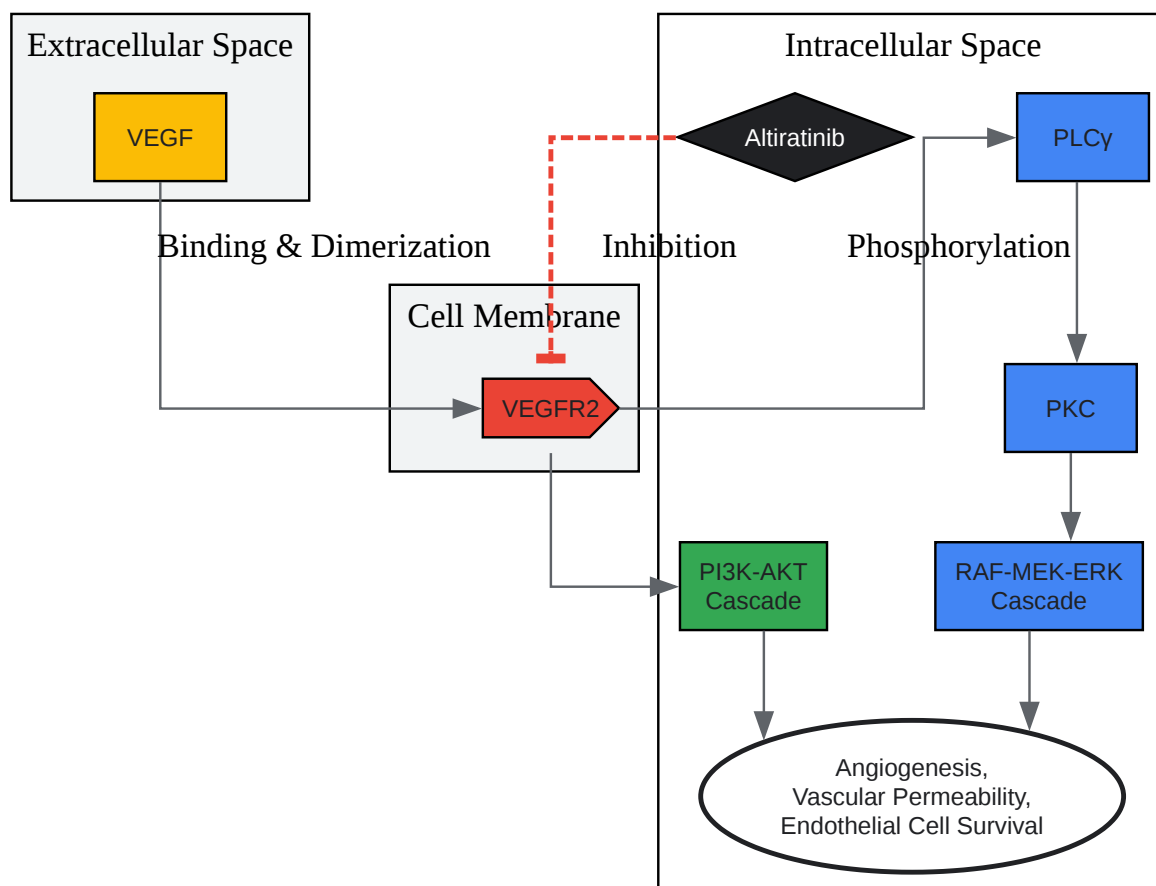 Extracellular Space
Intracellular Space
VEGF
Altiratinib
PLCγ
Binding & Dimerization
Inhibition
Phosphorylation
Cell Membrane
VEGFR2
PKC
PI3K-AKT
Cascade
RAF-MEK-ERK
Cascade
Angiogenesis,
Vascular Permeability,
Endothelial Cell Survival